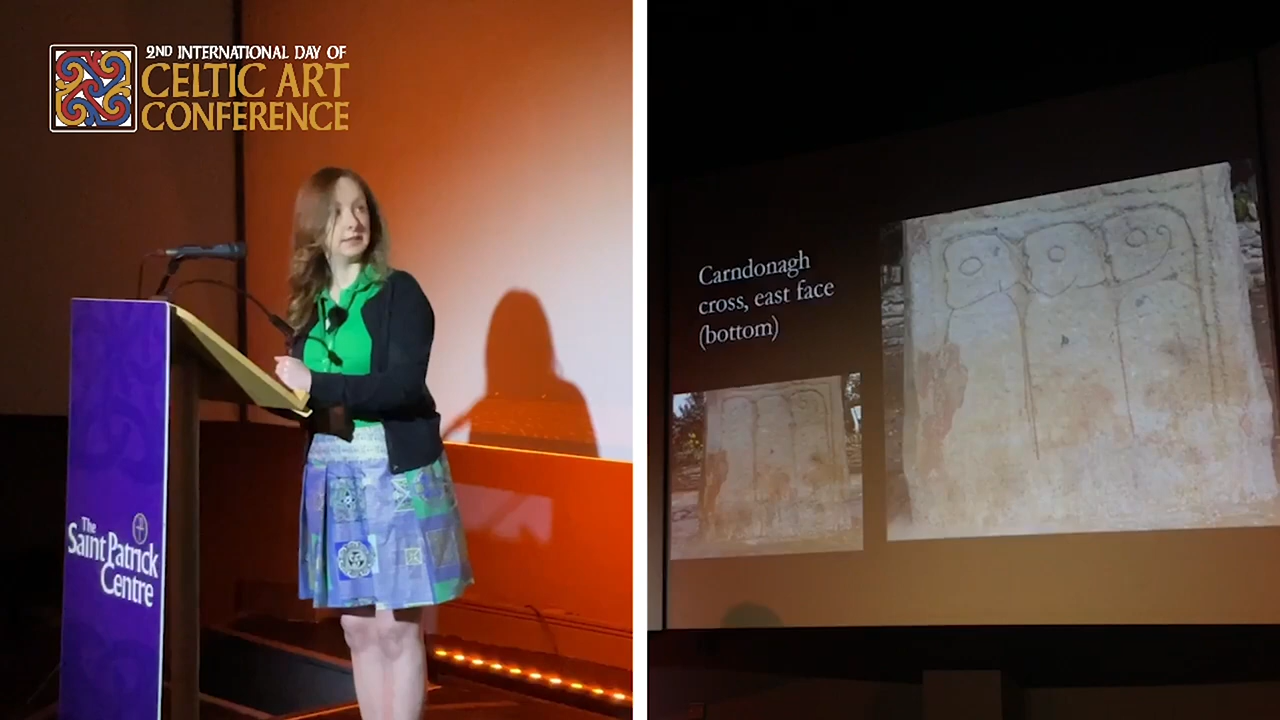 2ND INTERNATIONAL DAY OF
CELTIC ART
CONFERENCE
The
Saint Patrick
Centre
Carndonagh
cross, east face
(bottom)